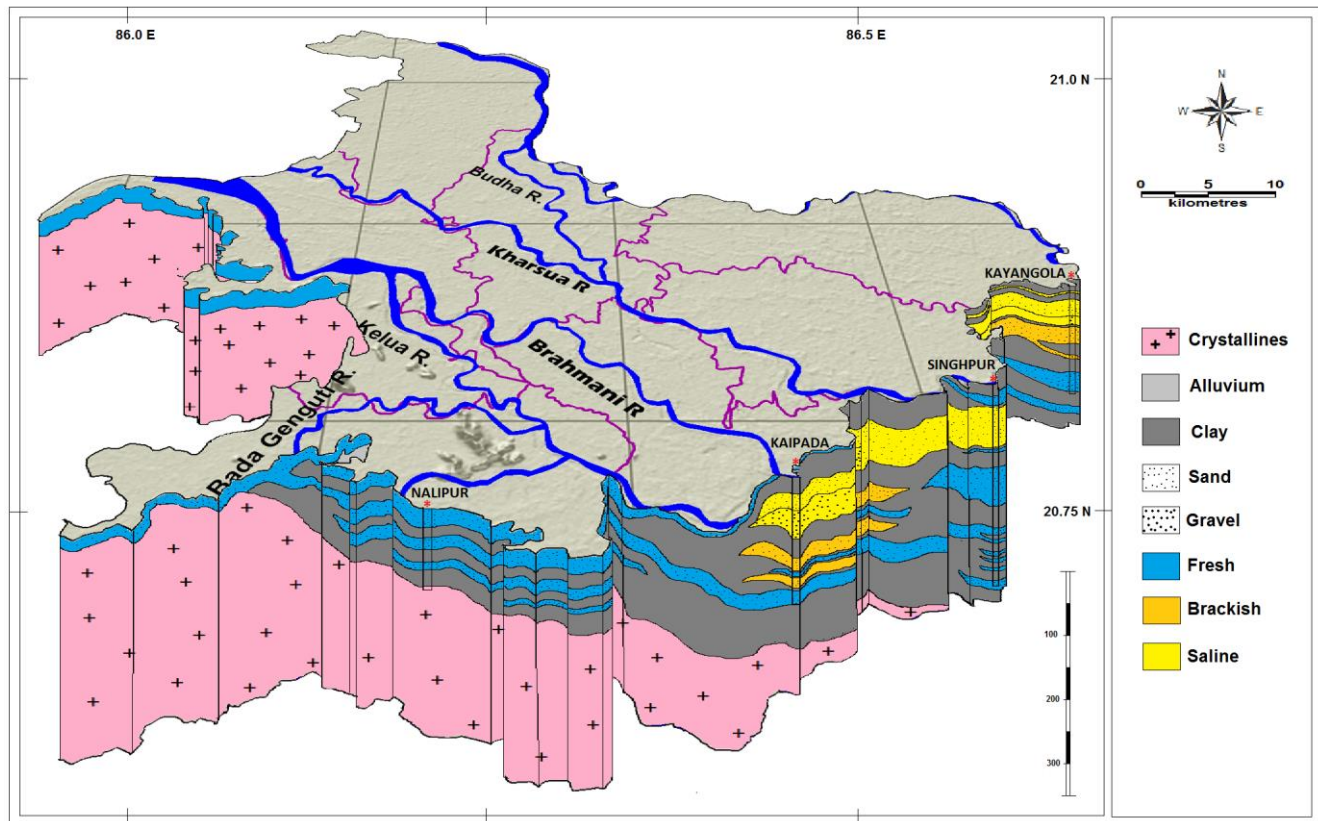 86.0 E
86.5 E
21.0 N
N
W E
S
0 5 10
kilometres
Budha R.
Kharsua R
KAYANGOLA
Kelua R.
Brahmani R
SINGHPUR
Bada Genguti R.
KAIPADA
NALIPUR
20.75 N
100
200
300
Crystallines
Alluvium
Clay
Sand
Gravel
Fresh
Brackish
Saline